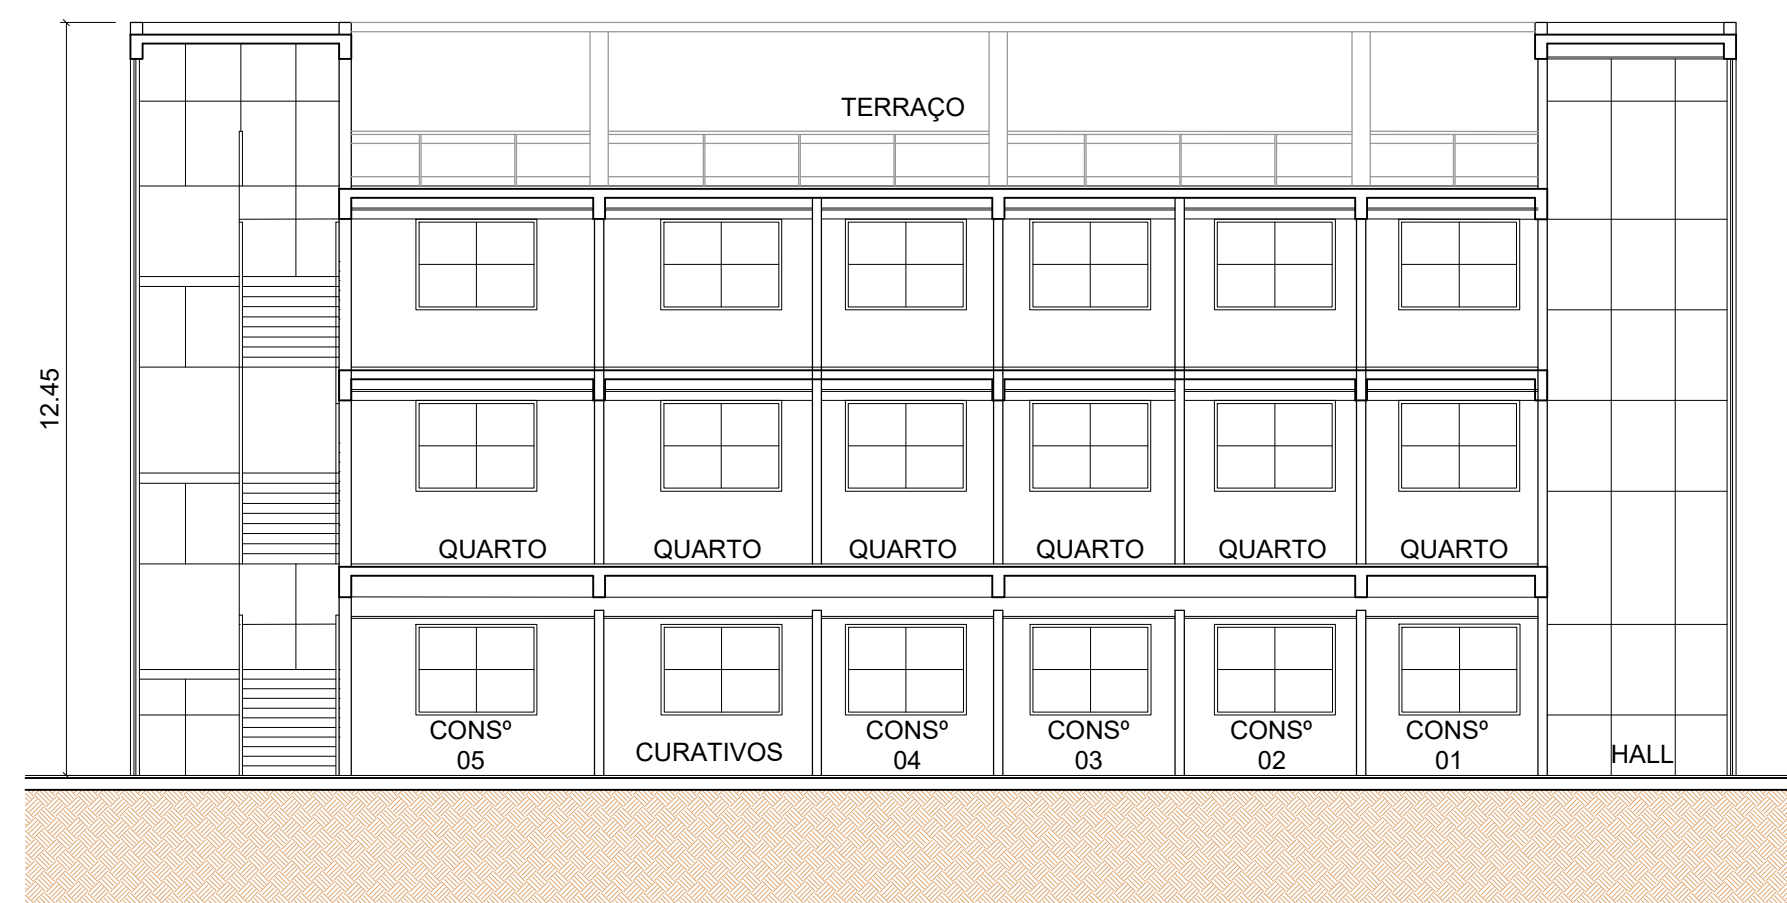 TERRAÇO
12.45
QUARTO QUARTO QUARTO QUARTO QUARTO QUARTO
CONSº
05
CURATIVOS
CONSº
04
CONSº
03
CONSº
02
CONSº
01
HALL